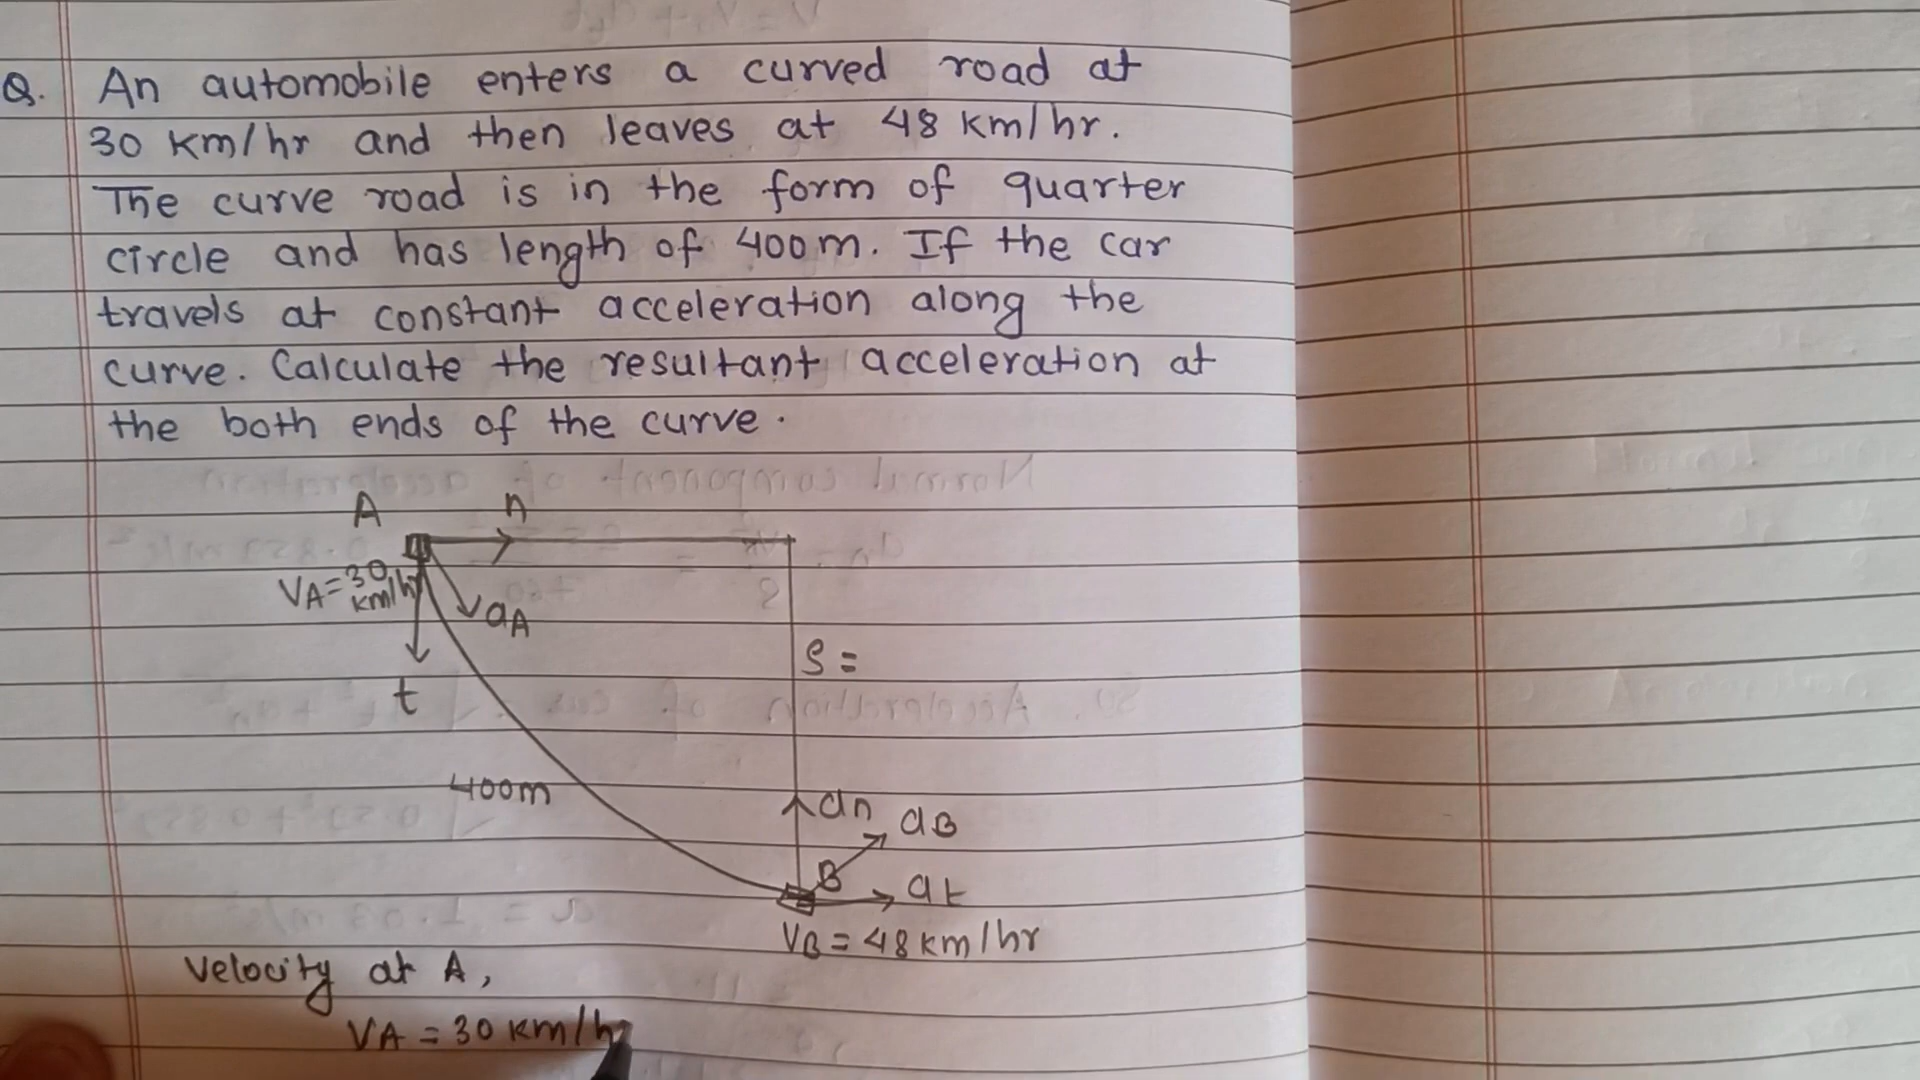 Q. An automobile enters a curved road at
30 km/hr and then leaves at 48 km/hr.
The curve road is in the form of quarter
circle and has length of 400m. If the car
travels at constant acceleration along the
curve. Calculate the resultant acceleration at
the both ends of the curve.
A n
VA=30
km/hr
aA
t
S =
400m
an
aB
B
at
VB = 48 km/hr
Velocity at A,
VA = 30 km/h